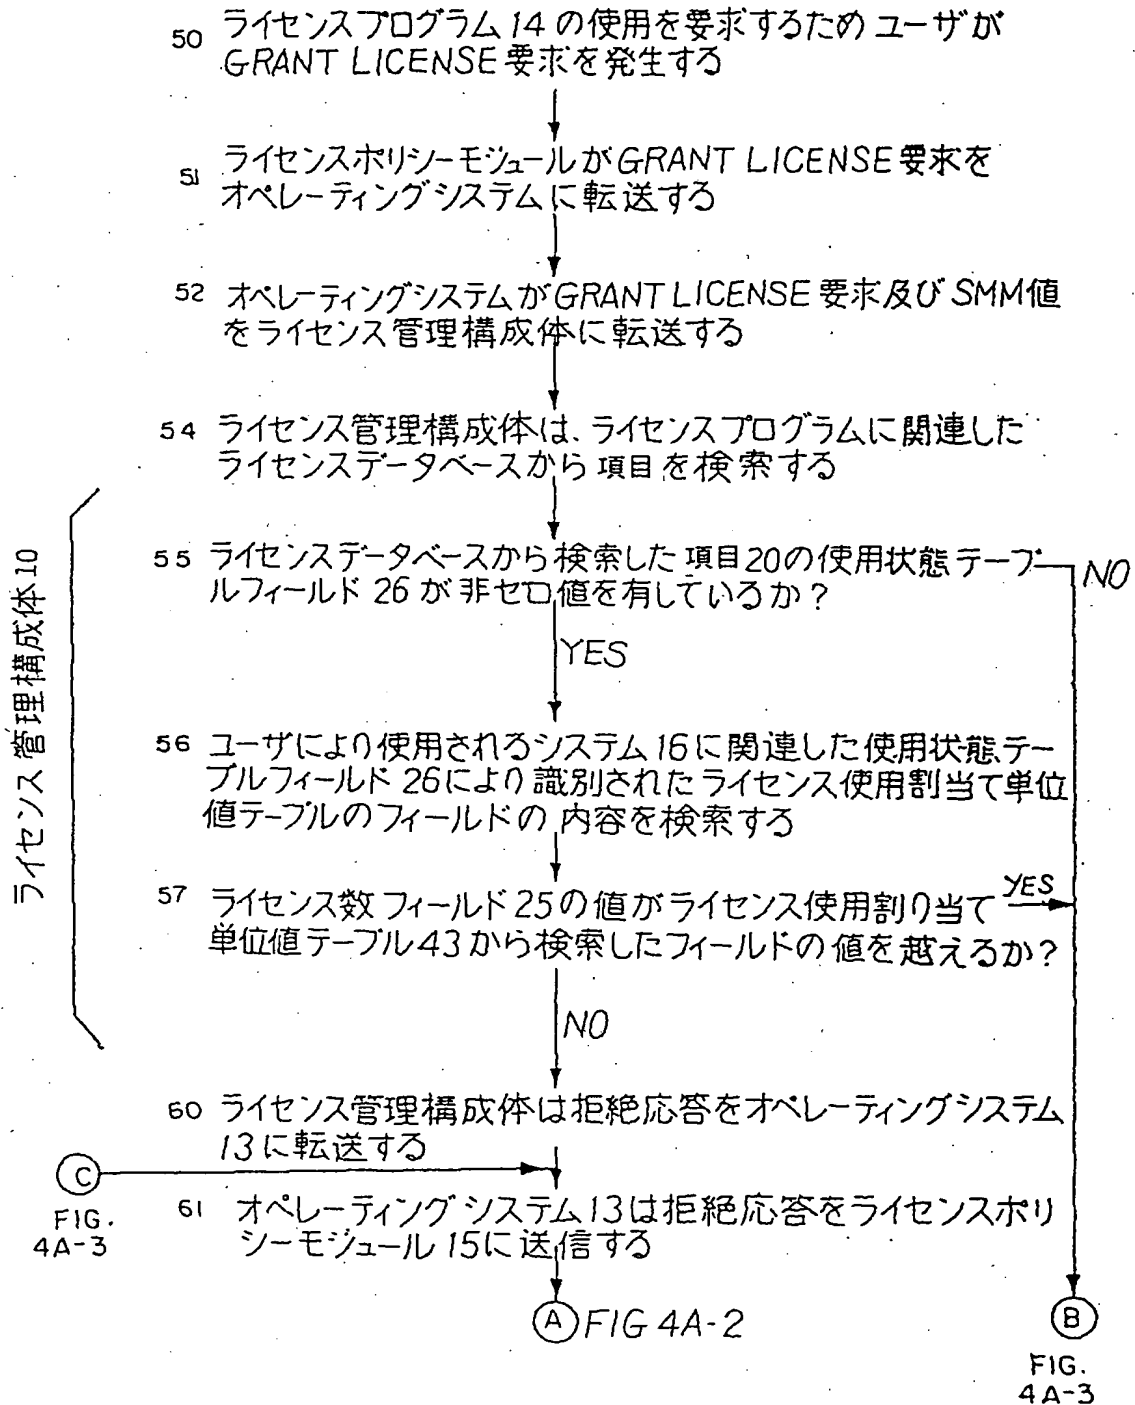 50 ライセンスプログラム14の使用を要求するためユーザが
GRANT LICENSE要求を発生する
51 ライセンスポリシーモジュールがGRANT LICENSE要求を
オペレーティングシステムに転送する
52 オペレーティングシステムがGRANT LICENSE要求及びSMM値
をライセンス管理構成体に転送する
54 ライセンス管理構成体は、ライセンスプログラムに関連した
ライセンスデータベースから項目を検索する
ライセンス管理構成体10
55 ライセンスデータベースから検索した項目20の使用状態テーブ
ルフィールド26が非セロ値を有しているか?
NO
YES
56 ユーザにより使用されるシステム16に関連した使用状態テー
ブルフィールド26により識別されたライセンス使用割当て単位
値テーブルのフィールドの内容を検索する
57 ライセンス数フィールド25の値がライセンス使用割り当て
単位値テーブル43から検索したフィールドの値を越えるか?
YES
NO
60 ライセンス管理構成体は拒絶応答をオペレーティングシステム
13に転送する
C
FIG.
4A-3
61 オペレーティングシステム13は拒絶応答をライセンスポリ
シーモジュール15に送信する
A FIG 4A-2
B
FIG.
4A-3